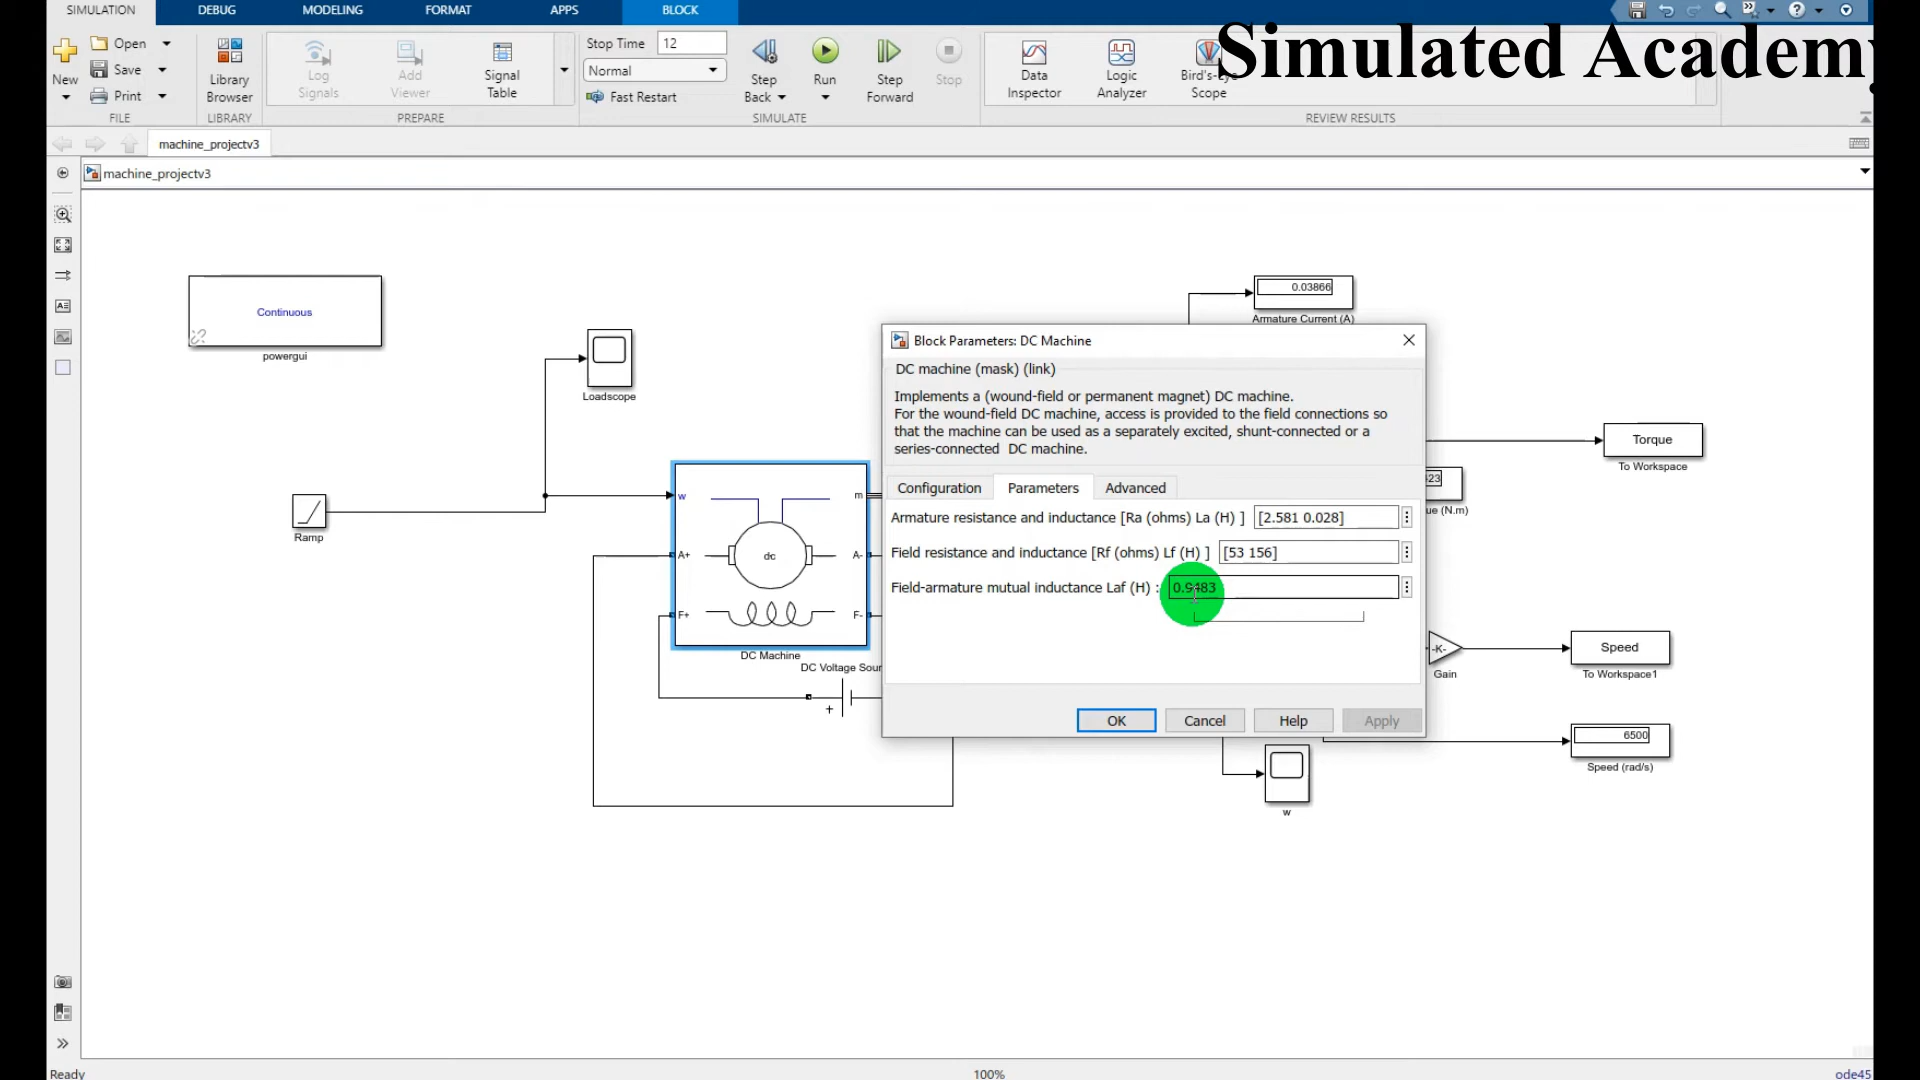 SIMULATION DEBUG MODELING FORMAT APPS BLOCK
Simulated Academy
New
Open
Save
Print
FILE
Library
Browser
LIBRARY
Log
Signals
Add
Viewer
Signal
Table
PREPARE
Stop Time 12
Normal
Fast Restart
Step
Back
Run
Step
Forward
Stop
SIMULATE
Data
Inspector
Logic
Analyzer
Bird's-Eye
Scope
REVIEW RESULTS
machine_projectv3
machine_projectv3
Continuous
powergui
Loadscope
Ramp
w
m
dc
A+
A-
F+
F-
DC Machine
DC Voltage Sour
+
0.03866
Armature Current (A)
Block Parameters: DC Machine
DC machine (mask) (link)
Implements a (wound-field or permanent magnet) DC machine.
For the wound-field DC machine, access is provided to the field connections so
that the machine can be used as a separately excited, shunt-connected or a
series-connected DC machine.
Configuration Parameters Advanced
Armature resistance and inductance [Ra (ohms) La (H) ] [2.581 0.028]
Field resistance and inductance [Rf (ohms) Lf (H) ] [53 156]
Field-armature mutual inductance Laf (H) : 0.9483
OK Cancel Help Apply
Torque
To Workspace
23
ue (N.m)
-K-
Gain
Speed
To Workspace1
6500
Speed (rad/s)
w
Ready
100%
ode45